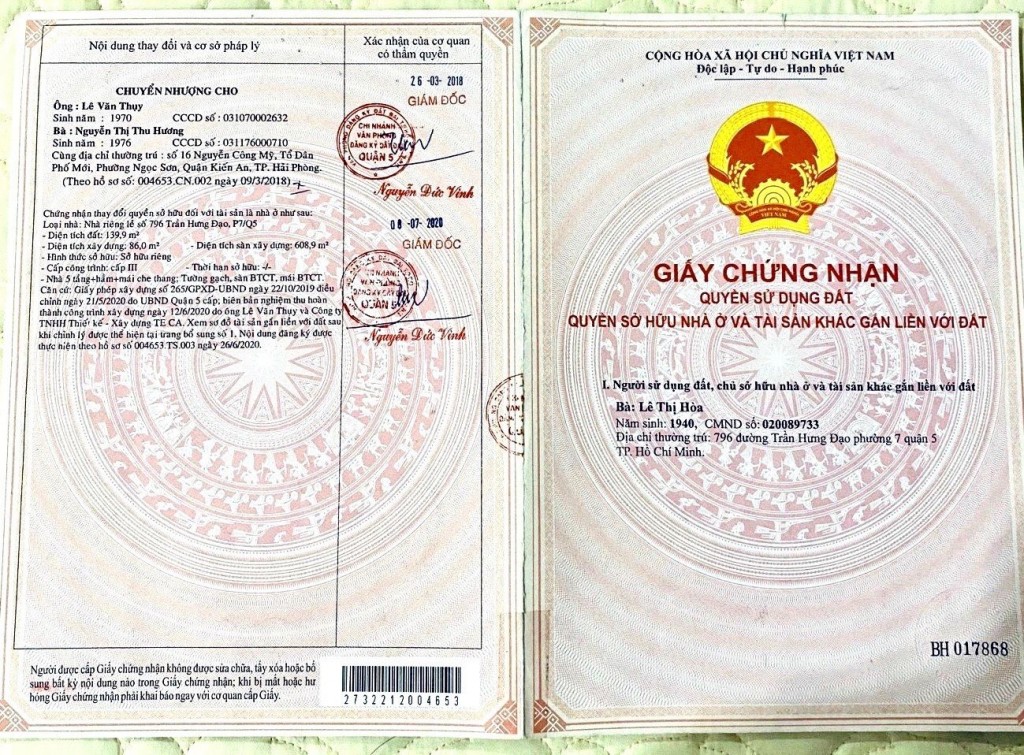 Nội dung thay đổi và cơ sở pháp lý
Xác nhận của cơ quan
có thẩm quyền
CHUYỂN NHƯỢNG CHO
Ông : Lê Văn Thụy
Sinh năm : 1970 CCCD số : 031070002632
Bà : Nguyễn Thị Thu Hương
Sinh năm : 1976 CCCD số : 031176000710
Cùng địa chỉ thường trú : số 16 Nguyễn Công Mỹ, Tổ Dân
Phố Mới, Phường Ngọc Sơn, Quận Kiến An, TP. Hải Phòng.
(Theo hồ sơ số: 004653.CN.002 ngày 09/3/2018)
26 -03- 2018
GIÁM ĐỐC
CHI NHÁNH
VĂN PHÒNG
ĐĂNG KÝ ĐẤT ĐAI
QUẬN 5
Nguyễn Đức Vinh
Chứng nhận thay đổi quyền sở hữu đối với tài sản là nhà ở như sau:
Loại nhà: Nhà riêng lẻ số 796 Trần Hưng Đạo, P7/Q5
- Diện tích đất: 139,9 m²
- Diện tích xây dựng: 86,0 m² - Diện tích sàn xây dựng: 608,9 m²
- Hình thức sở hữu: Sở hữu riêng
- Cấp công trình: cấp III - Thời hạn sở hữu: -/-
- Nhà 5 tầng+hầm+mái che thang; Tường gạch, sàn BTCT, mái BTCT.
Căn cứ: Giấy phép xây dựng số 265/GPXD-UBND ngày 22/10/2019 điều
chỉnh ngày 21/5/2020 do UBND Quận 5 cấp; biên bản nghiệm thu hoàn
thành công trình xây dựng ngày 12/6/2020 do ông Lê Văn Thụy và Công ty
TNHH Thiết kế - Xây dựng TE CA. Xem sơ đồ tài sản gắn liền với đất sau
khi chỉnh lý được thể hiện tại trang bổ sung số 1. Nội dung đăng ký được
thực hiện theo hồ sơ số 004653.TS.003 ngày 26/6/2020.
08 -07- 2020
GIÁM ĐỐC
QUẬN 5
Nguyễn Đức Vinh
Người được cấp Giấy chứng nhận không được sửa chữa, tẩy xóa hoặc bổ
sung bất kỳ nội dung nào trong Giấy chứng nhận; khi bị mất hoặc hư
hỏng Giấy chứng nhận phải khai báo ngay với cơ quan cấp Giấy.
2732212004653
CỘNG HÒA XÃ HỘI CHỦ NGHĨA VIỆT NAM
Độc lập - Tự do - Hạnh phúc
VIỆT NAM
GIẤY CHỨNG NHẬN
QUYỀN SỬ DỤNG ĐẤT
QUYỀN SỞ HỮU NHÀ Ở VÀ TÀI SẢN KHÁC GẮN LIỀN VỚI ĐẤT
I. Người sử dụng đất, chủ sở hữu nhà ở và tài sản khác gắn liền với đất
Bà: Lê Thị Hòa
Năm sinh: 1940, CMND số: 020089733
Địa chỉ thường trú: 796 đường Trần Hưng Đạo phường 7 quận 5
TP. Hồ Chí Minh.
BH 017868